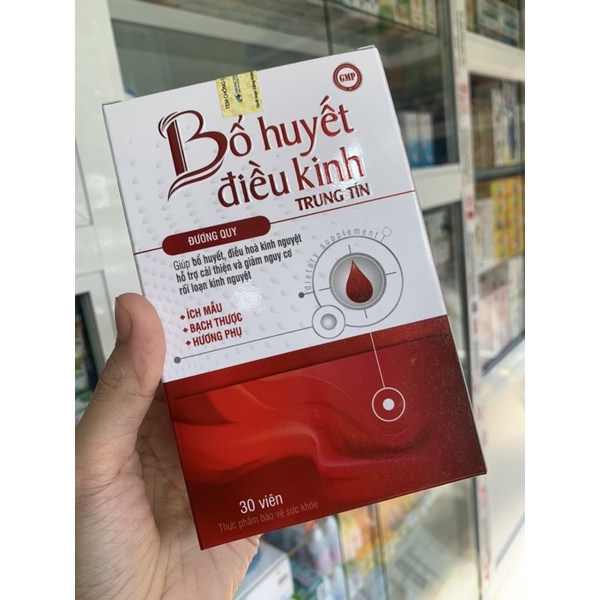 TEM CHỐNG
GMP
Bổ huyết
điều kinh
TRUNG TÍN
ĐƯƠNG QUY
Giúp bổ huyết, điều hoà kinh nguyệt
hỗ trợ cải thiện và giảm nguy cơ
rối loạn kinh nguyệt
dietary supplement
ÍCH MẪU
BẠCH THƯỢC
HƯƠNG PHỤ
30 viên
Thực phẩm bảo vệ sức khỏe